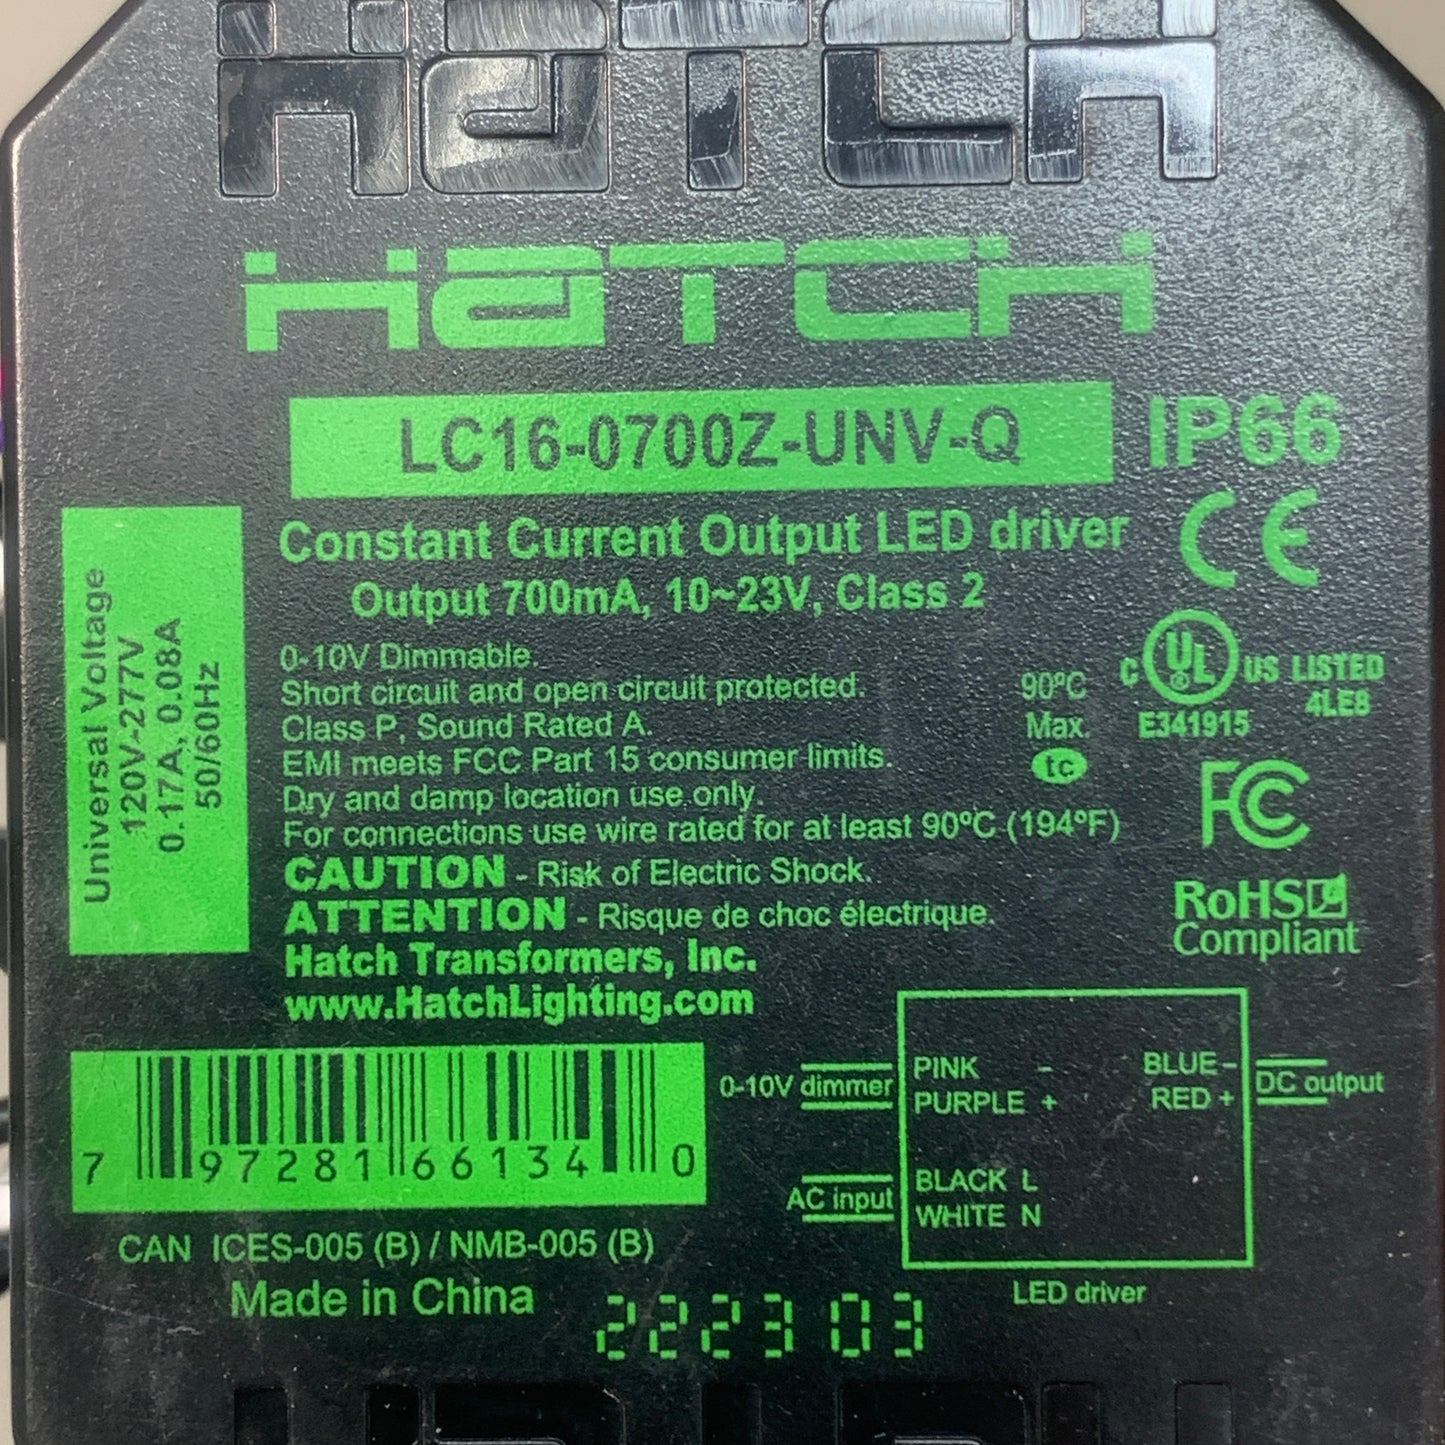 HATCH
HATCH
LC16-0700Z-UNV-Q
IP66
Constant Current Output LED driver
Output 700mA, 10~23V, Class 2
CE
Universal Voltage
120V-277V
0.17A, 0.08A
50/60Hz
0-10V Dimmable.
Short circuit and open circuit protected.
Class P, Sound Rated A.
EMI meets FCC Part 15 consumer limits.
Dry and damp location use only.
For connections use wire rated for at least 90ºC (194ºF)
90ºC
Max.
tc
C UL US LISTED
4LE8
E341915
FC
CAUTION - Risk of Electric Shock.
ATTENTION - Risque de choc électrique.
Hatch Transformers, Inc.
www.HatchLighting.com
RoHS
Compliant
7 97281 66134 0
0-10V dimmer
PINK -
PURPLE +
BLUE -
RED +
DC output
AC input
BLACK L
WHITE N
LED driver
CAN ICES-005 (B) / NMB-005 (B)
Made in China
2223 03